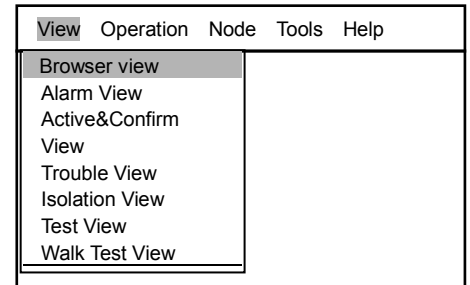 View Operation Node Tools Help
Browser view
Alarm View
Active&Confirm
View
Trouble View
Isolation View
Test View
Walk Test View